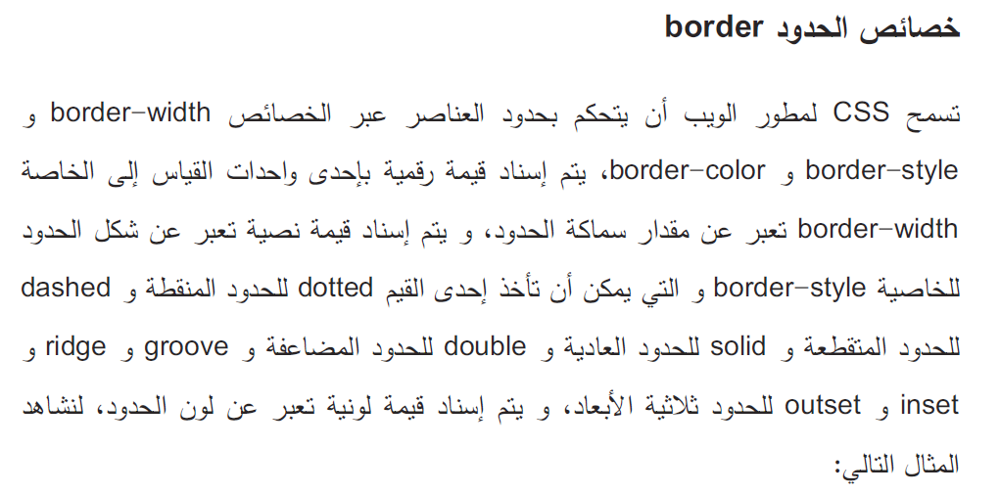 خصائص الحدود border
تسمح CSS لمطور الويب أن يتحكم بحدود العناصر عبر الخصائص border-width و
border-style و border-color، يتم إسناد قيمة رقمية بإحدى واحدات القياس إلى الخاصة
border-width تعبر عن مقدار سماكة الحدود، و يتم إسناد قيمة نصية تعبر عن شكل الحدود
للخاصية border-style و التي يمكن أن تأخذ إحدى القيم dotted للحدود المنقطة و dashed
للحدود المتقطعة و solid للحدود العادية و double للحدود المضاعفة و groove و ridge و
inset و outset للحدود ثلاثية الأبعاد، و يتم إسناد قيمة لونية تعبر عن لون الحدود، لنشاهد
المثال التالي: